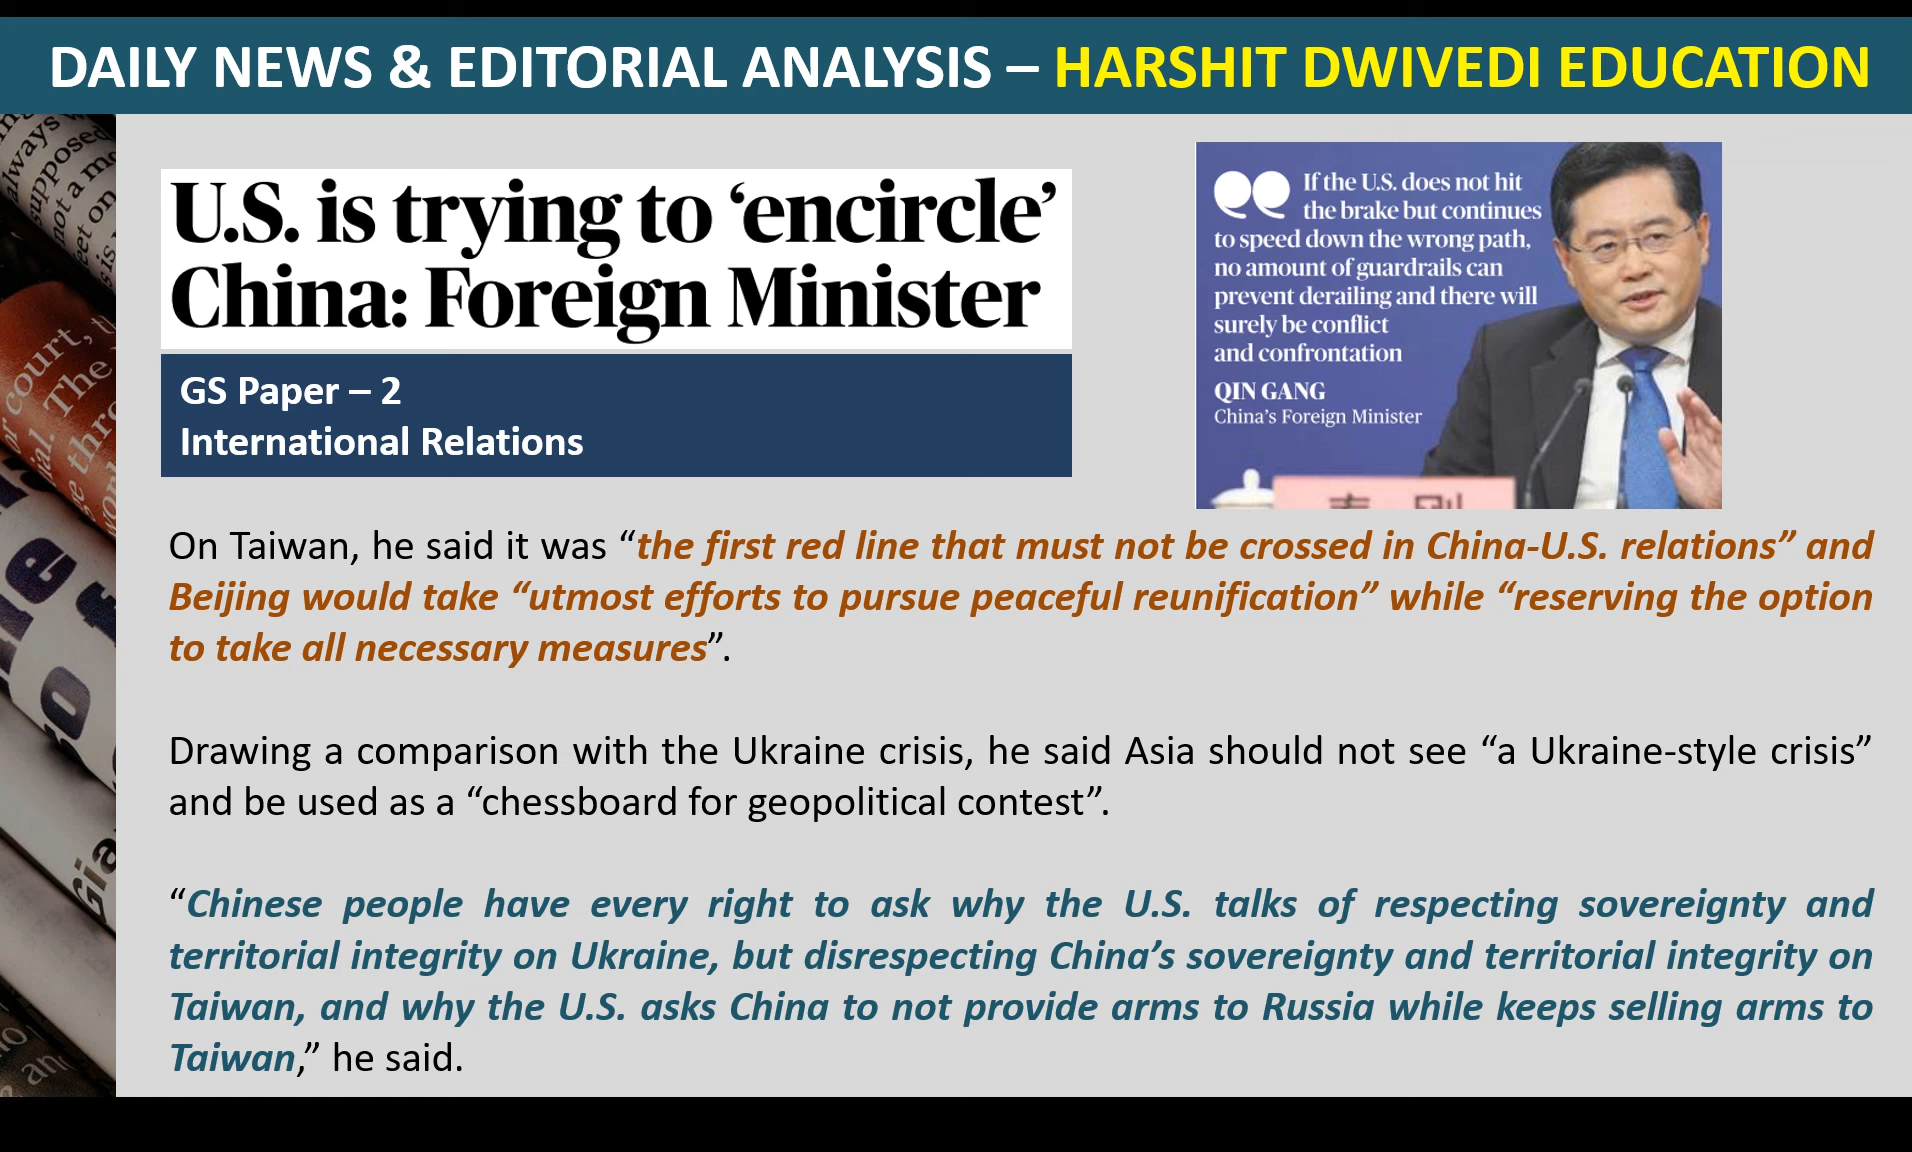 DAILY NEWS & EDITORIAL ANALYSIS – HARSHIT DWIVEDI EDUCATION
U.S. is trying to ‘encircle’
China: Foreign Minister
GS Paper – 2
International Relations
If the U.S. does not hit
the brake but continues
to speed down the wrong path,
no amount of guardrails can
prevent derailing and there will
surely be conflict
and confrontation
QIN GANG
China’s Foreign Minister
On Taiwan, he said it was “the first red line that must not be crossed in China-U.S. relations” and
Beijing would take “utmost efforts to pursue peaceful reunification” while “reserving the option
to take all necessary measures”.
Drawing a comparison with the Ukraine crisis, he said Asia should not see “a Ukraine-style crisis”
and be used as a “chessboard for geopolitical contest”.
“Chinese people have every right to ask why the U.S. talks of respecting sovereignty and
territorial integrity on Ukraine, but disrespecting China’s sovereignty and territorial integrity on
Taiwan, and why the U.S. asks China to not provide arms to Russia while keeps selling arms to
Taiwan,” he said.
always
supposed
court,
The